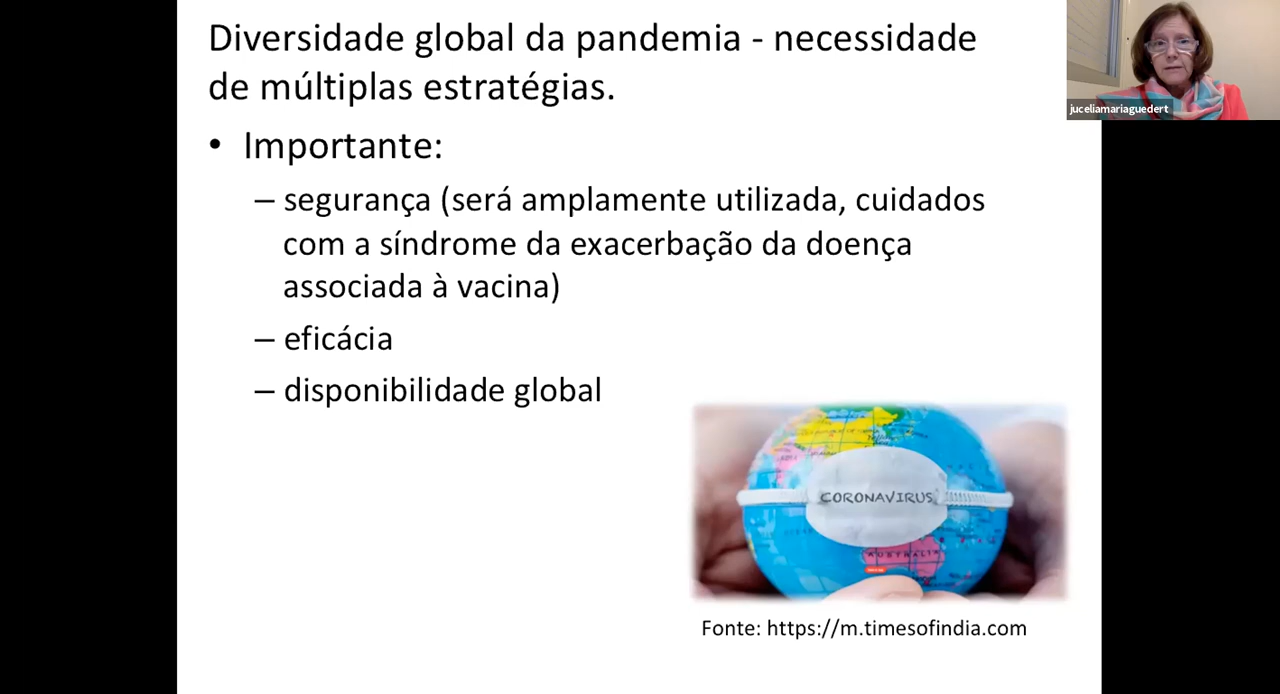 Diversidade global da pandemia - necessidade
de múltiplas estratégias.
juceliamariaguedert
• Importante:
– segurança (será amplamente utilizada, cuidados
com a síndrome da exacerbação da doença
associada à vacina)
– eficácia
– disponibilidade global
CORONAVIRUS
AUSTRALIA
Fonte: https://m.timesofindia.com